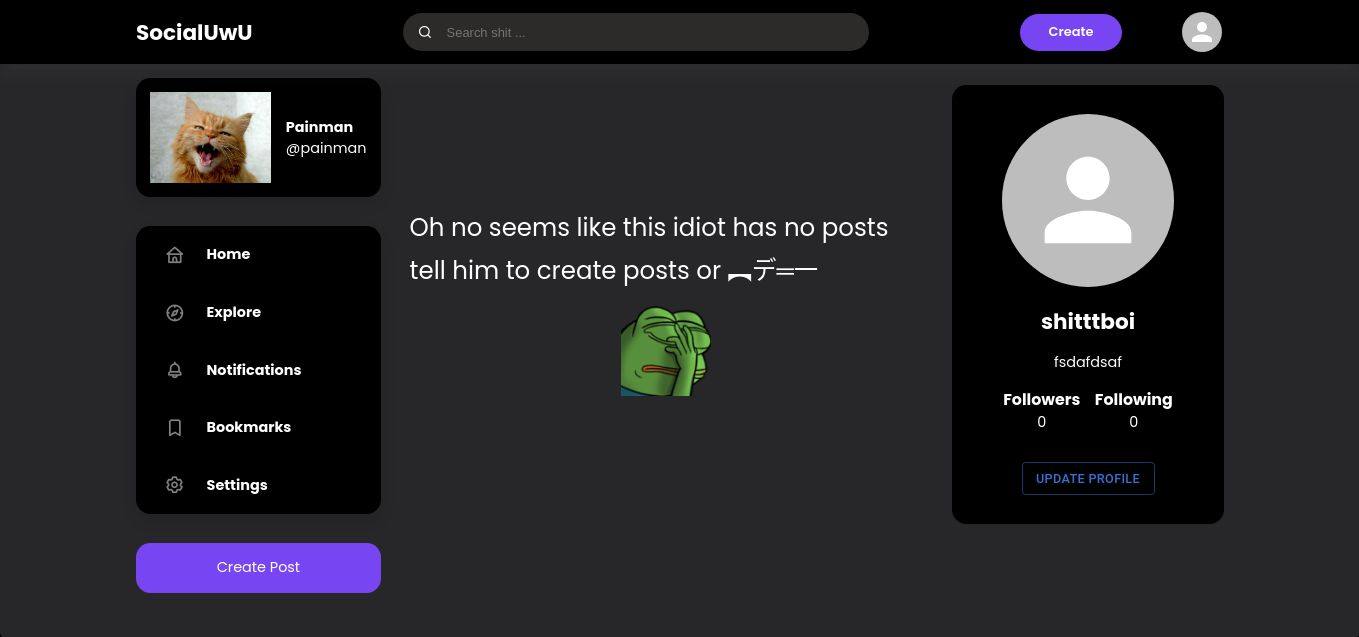 SocialUwU
Search shit ...
Create
Painman
@painman
Home
Explore
Notifications
Bookmarks
Settings
Create Post
Oh no seems like this idiot has no posts
tell him to create posts or ︻デ═一
shitttboi
fsdafdsaf
Followers Following
0 0
UPDATE PROFILE